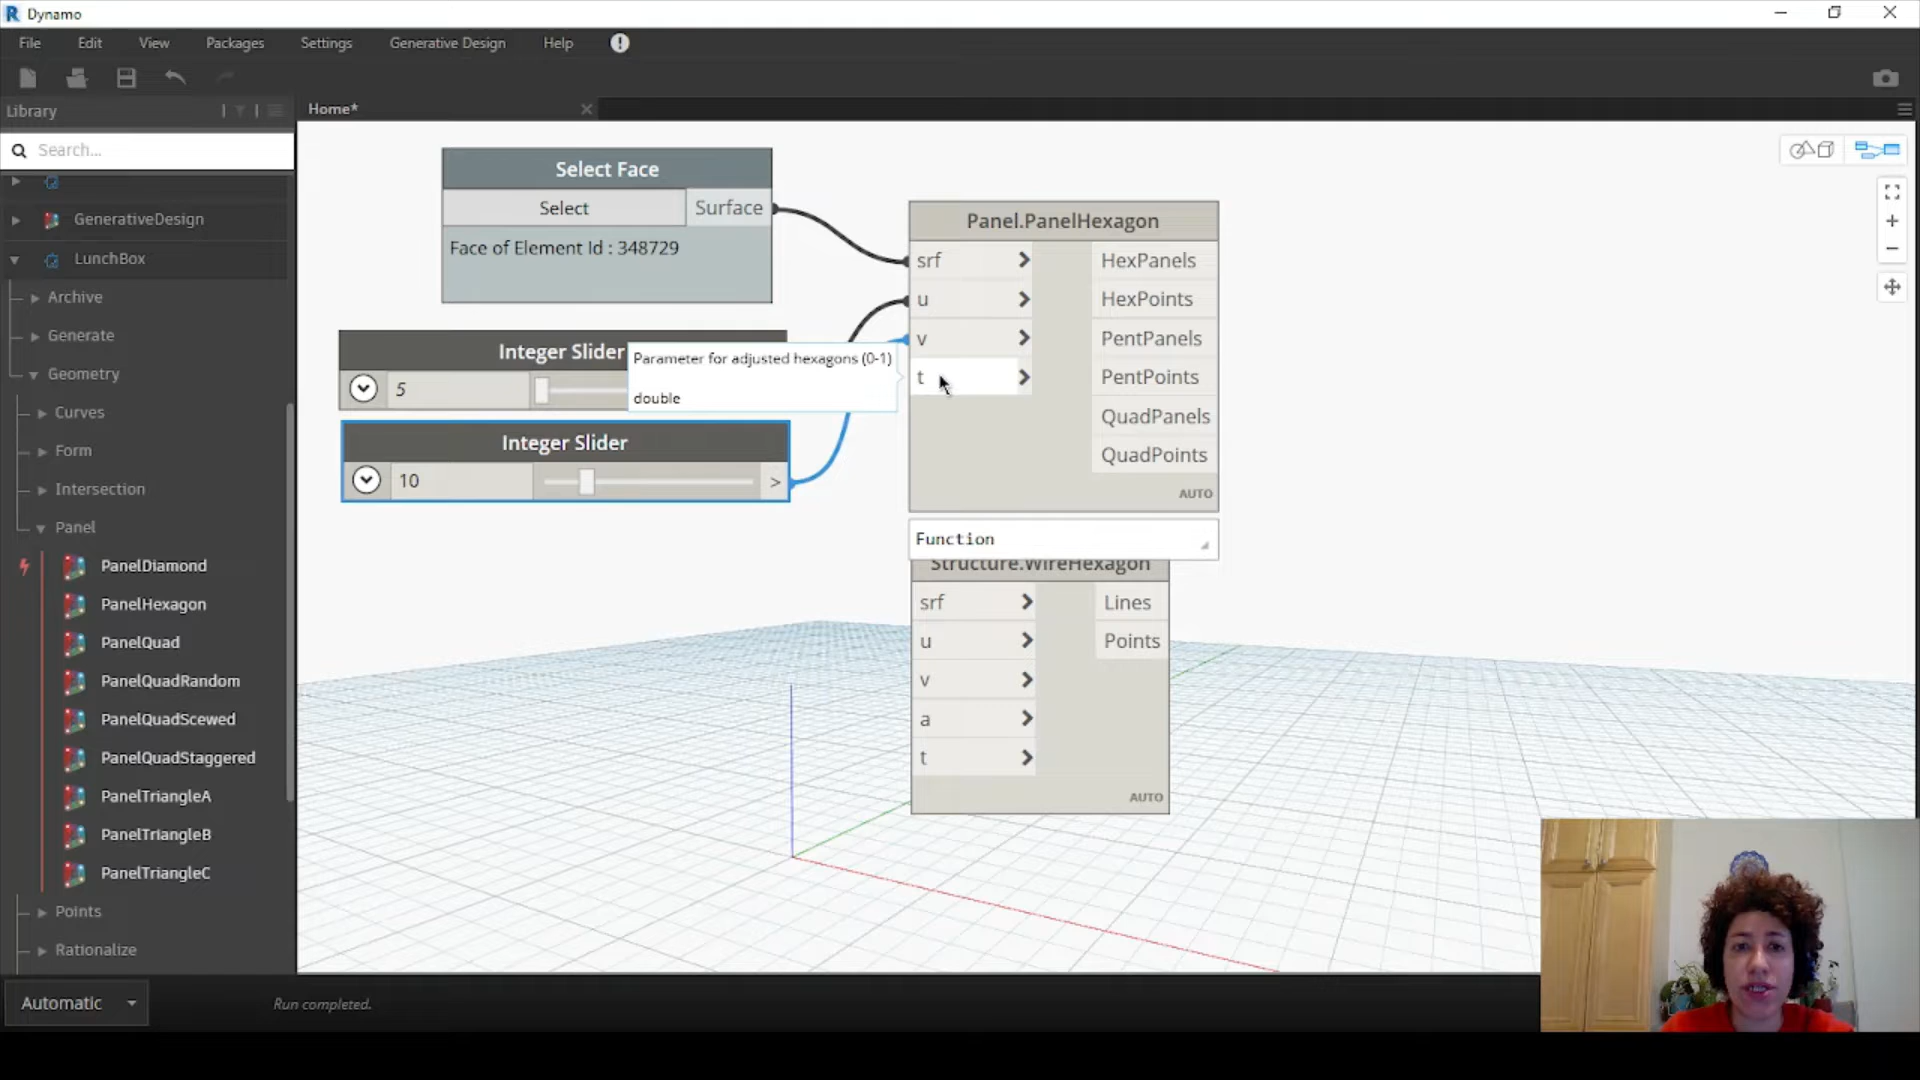 Dynamo
File Edit View Packages Settings Generative Design Help
Library
Home*
Search...
GenerativeDesign
LunchBox
Archive
Generate
Geometry
Curves
Form
Intersection
Panel
PanelDiamond
PanelHexagon
PanelQuad
PanelQuadRandom
PanelQuadScewed
PanelQuadStaggered
PanelTriangleA
PanelTriangleB
PanelTriangleC
Points
Rationalize
Automatic
Run completed.
Select Face
Select Surface
Face of Element Id : 348729
Integer Slider
5
Parameter for adjusted hexagons (0-1)
double
Integer Slider
10 >
Panel.PanelHexagon
srf HexPanels
u HexPoints
v PentPanels
t PentPoints
QuadPanels
QuadPoints
AUTO
Function
Structure.WireHexagon
srf Lines
u Points
v
a
t
AUTO